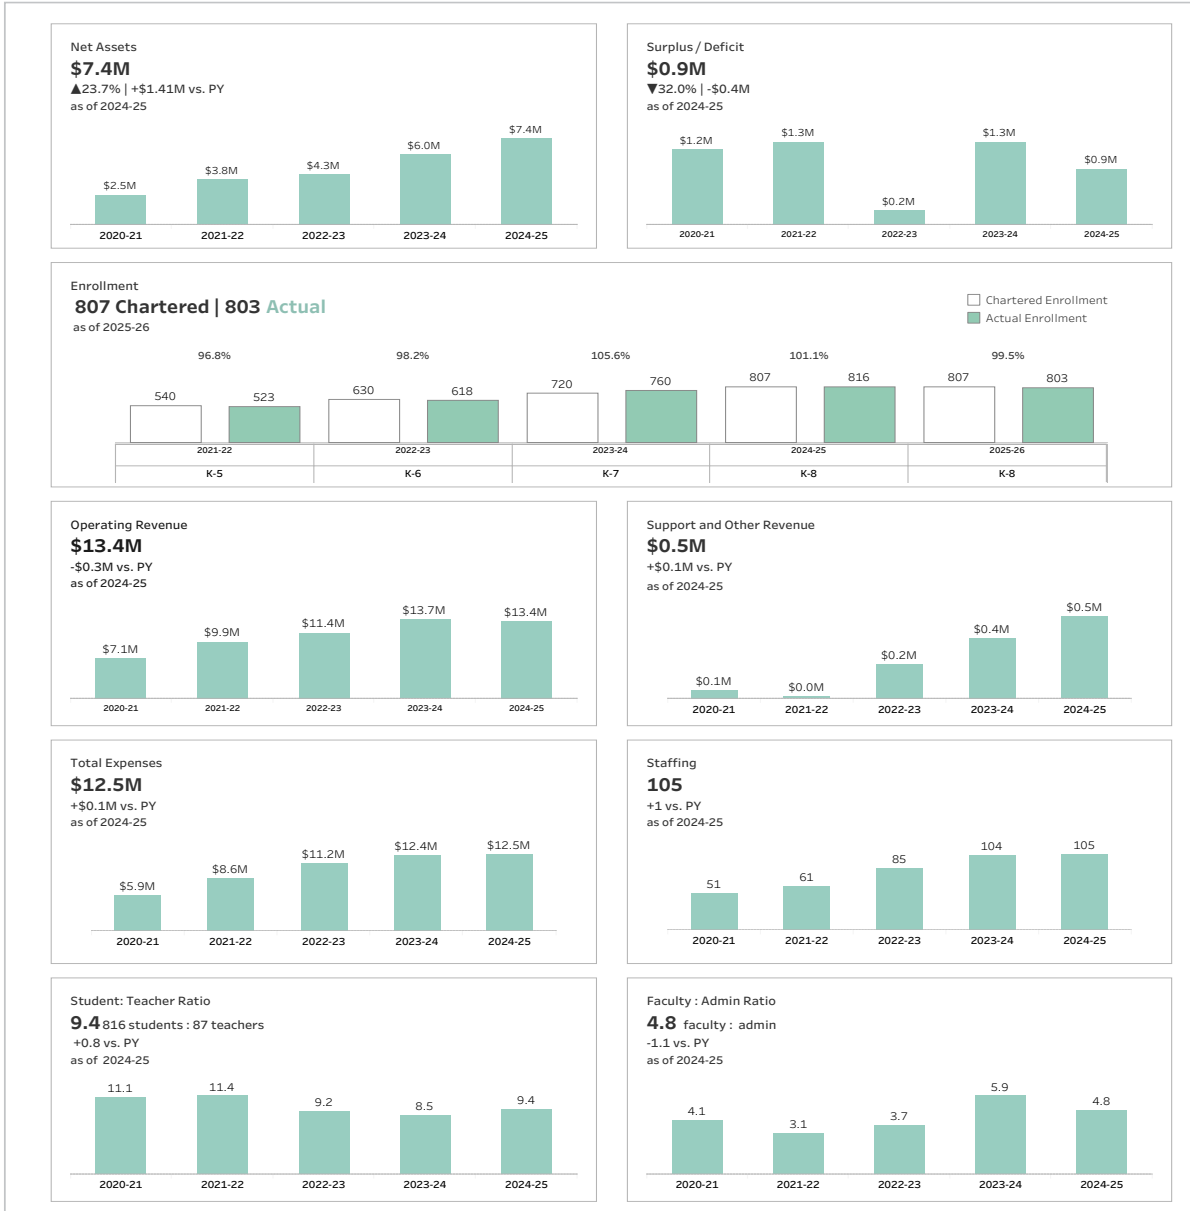 Net Assets
$7.4M
▲23.7% | +$1.41M vs. PY
as of 2024-25
$2.5M $3.8M $4.3M $6.0M $7.4M
2020-21 2021-22 2022-23 2023-24 2024-25
Surplus / Deficit
$0.9M
▼32.0% | -$0.4M
as of 2024-25
$1.2M $1.3M $0.2M $1.3M $0.9M
2020-21 2021-22 2022-23 2023-24 2024-25
Enrollment
807 Chartered | 803 Actual
as of 2025-26
Chartered Enrollment
Actual Enrollment
96.8% 98.2% 105.6% 101.1% 99.5%
540 523 630 618 720 760 807 816 807 803
2021-22 2022-23 2023-24 2024-25 2025-26
K-5 K-6 K-7 K-8 K-8
Operating Revenue
$13.4M
-$0.3M vs. PY
as of 2024-25
$7.1M $9.9M $11.4M $13.7M $13.4M
2020-21 2021-22 2022-23 2023-24 2024-25
Support and Other Revenue
$0.5M
+$0.1M vs. PY
as of 2024-25
$0.1M $0.0M $0.2M $0.4M $0.5M
2020-21 2021-22 2022-23 2023-24 2024-25
Total Expenses
$12.5M
+$0.1M vs. PY
as of 2024-25
$5.9M $8.6M $11.2M $12.4M $12.5M
2020-21 2021-22 2022-23 2023-24 2024-25
Staffing
105
+1 vs. PY
as of 2024-25
51 61 85 104 105
2020-21 2021-22 2022-23 2023-24 2024-25
Student: Teacher Ratio
9.4 816 students : 87 teachers
+0.8 vs. PY
as of 2024-25
11.1 11.4 9.2 8.5 9.4
2020-21 2021-22 2022-23 2023-24 2024-25
Faculty : Admin Ratio
4.8 faculty : admin
-1.1 vs. PY
as of 2024-25
4.1 3.1 3.7 5.9 4.8
2020-21 2021-22 2022-23 2023-24 2024-25